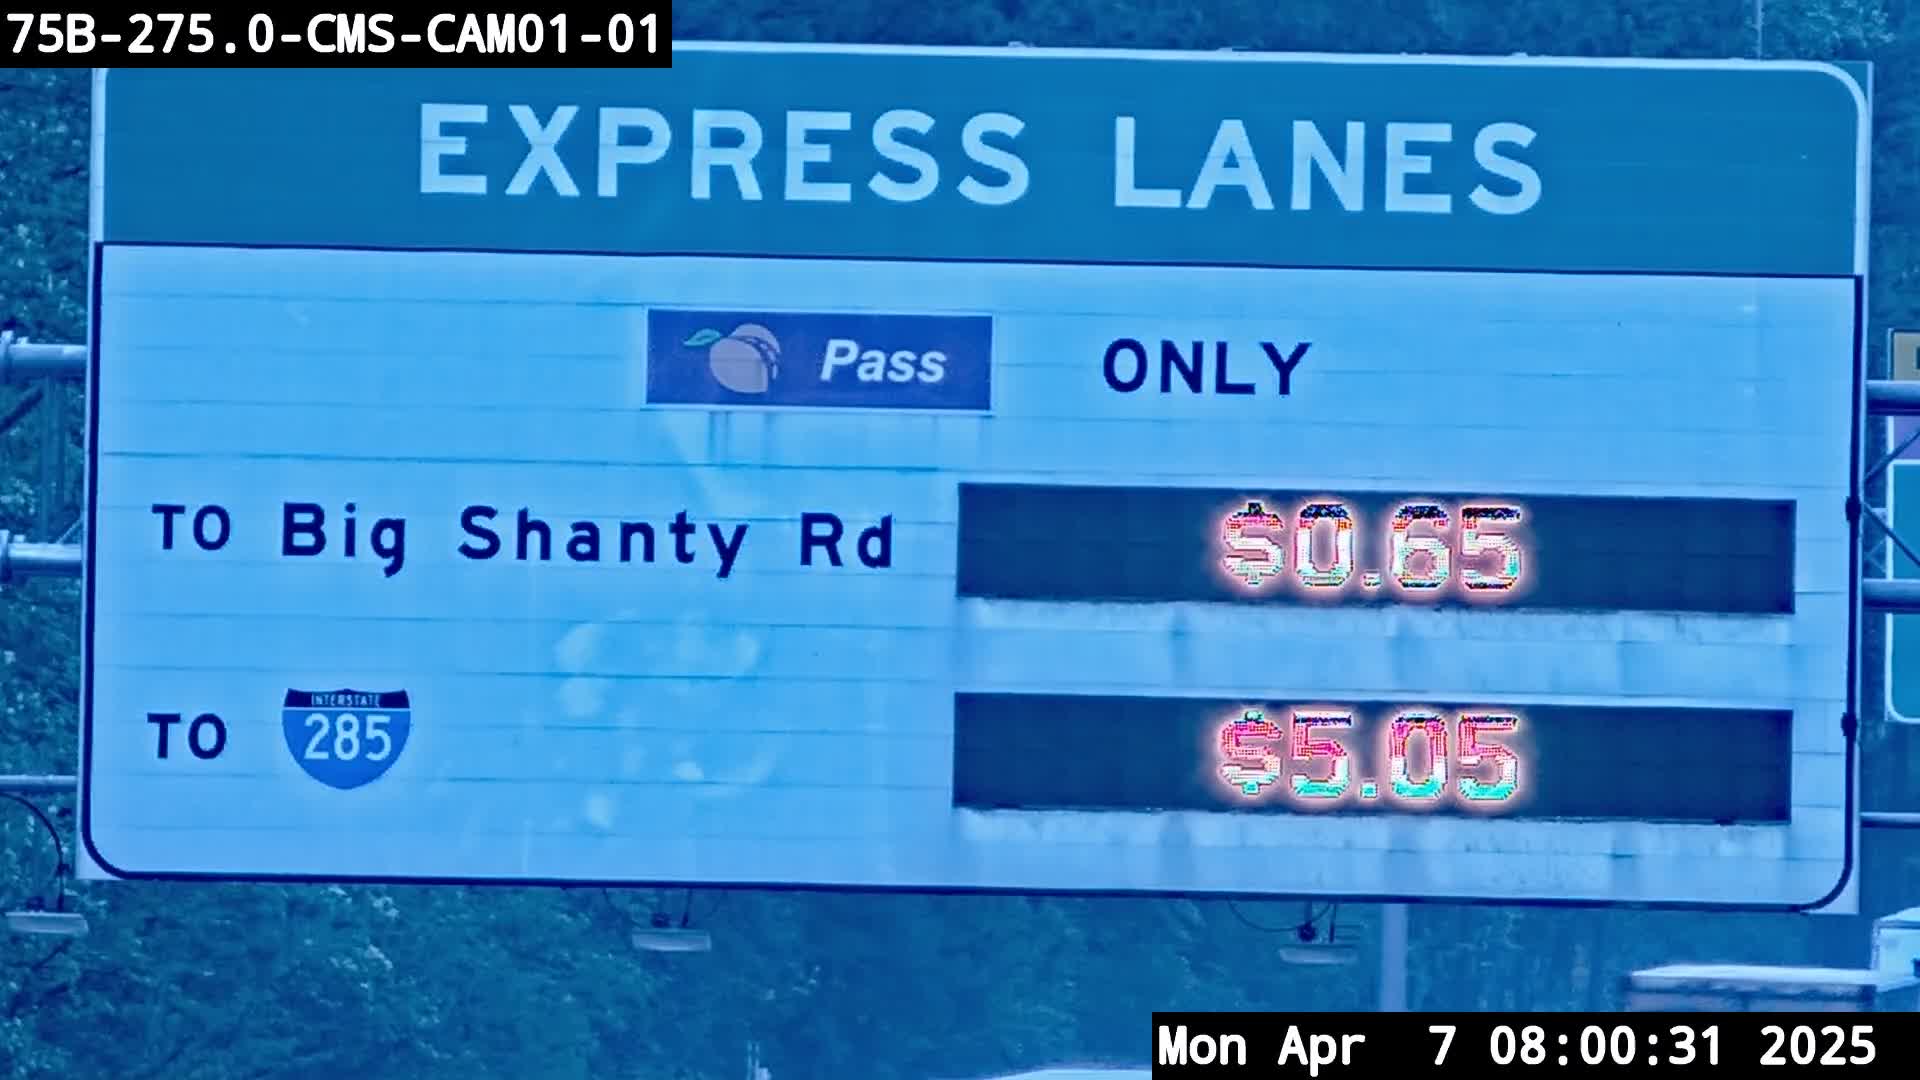 75B-275.0-CMS-CAM01-01
EXPRESS LANES
Pass ONLY
TO Big Shanty Rd $0.65
TO INTERSTATE 285 $5.05
Mon Apr 7 08:00:31 2025